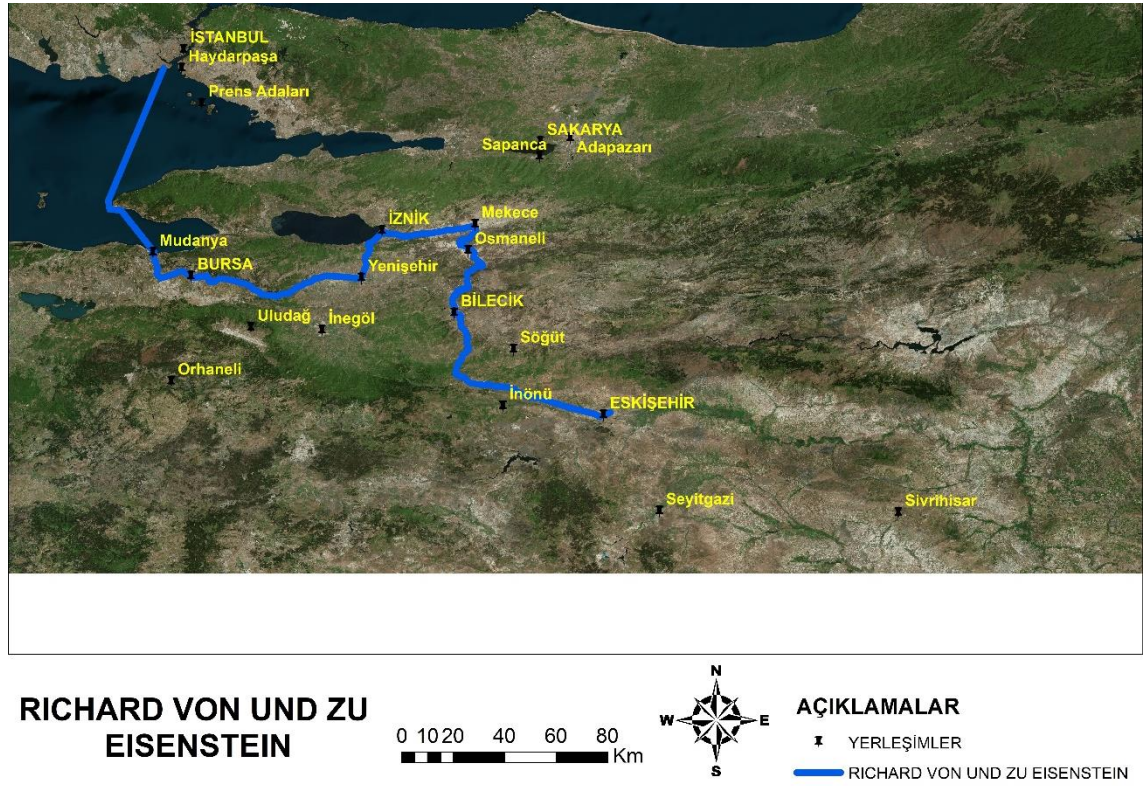 İSTANBUL
Haydarpaşa
Prens Adaları
SAKARYA
Sapanca
Adapazarı
Mekece
İZNİK
Mudanya
Osmaneli
BURSA
Yenişehir
BİLECİK
Uludağ
İnegöl
Söğüt
Orhaneli
İnönü
ESKİŞEHİR
Seyitgazi
Sivrihisar
RICHARD VON UND ZU
EISENSTEIN
0 10 20 40 60 80
Km
N
W
E
S
AÇIKLAMALAR
YERLEŞİMLER
RICHARD VON UND ZU EISENSTEIN